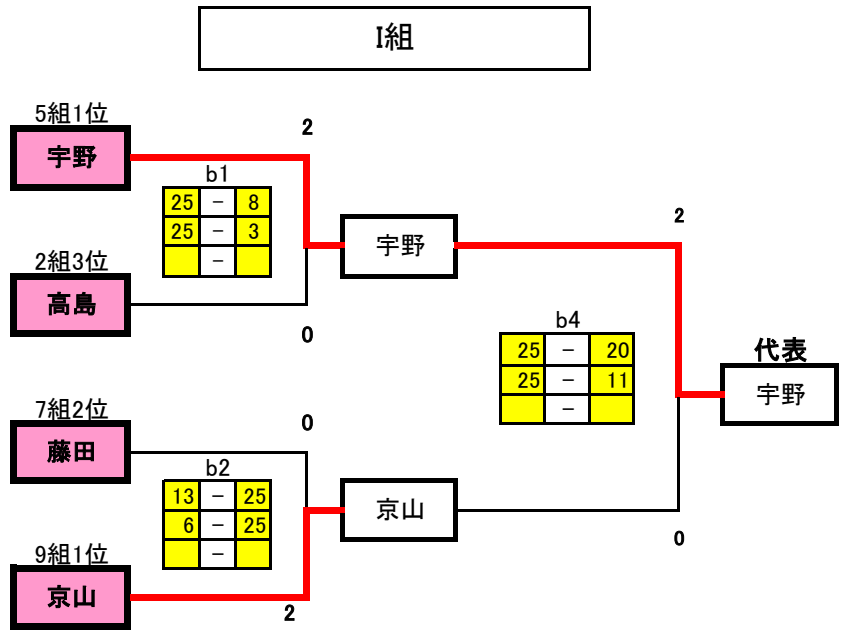 I組
5組1位
宇野
2
b1
25 - 8
25 - 3
-
2組3位
高島
0
宇野
2
b4
25 - 20
25 - 11
-
代表
宇野
7組2位
藤田
0
b2
13 - 25
6 - 25
-
9組1位
京山
2
京山
0